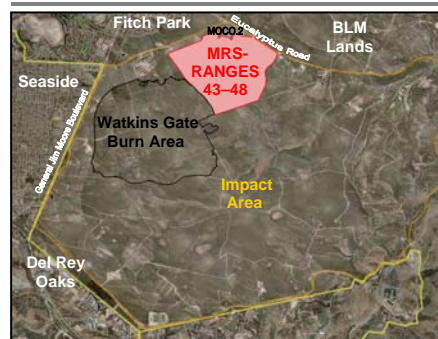 Fitch Park
MOCO.2
Eucalyptus Road
BLM
Lands
MRS-
RANGES
43–48
Seaside
General Jim Moore Boulevard
Watkins Gate
Burn Area
Impact
Area
Del Rey
Oaks